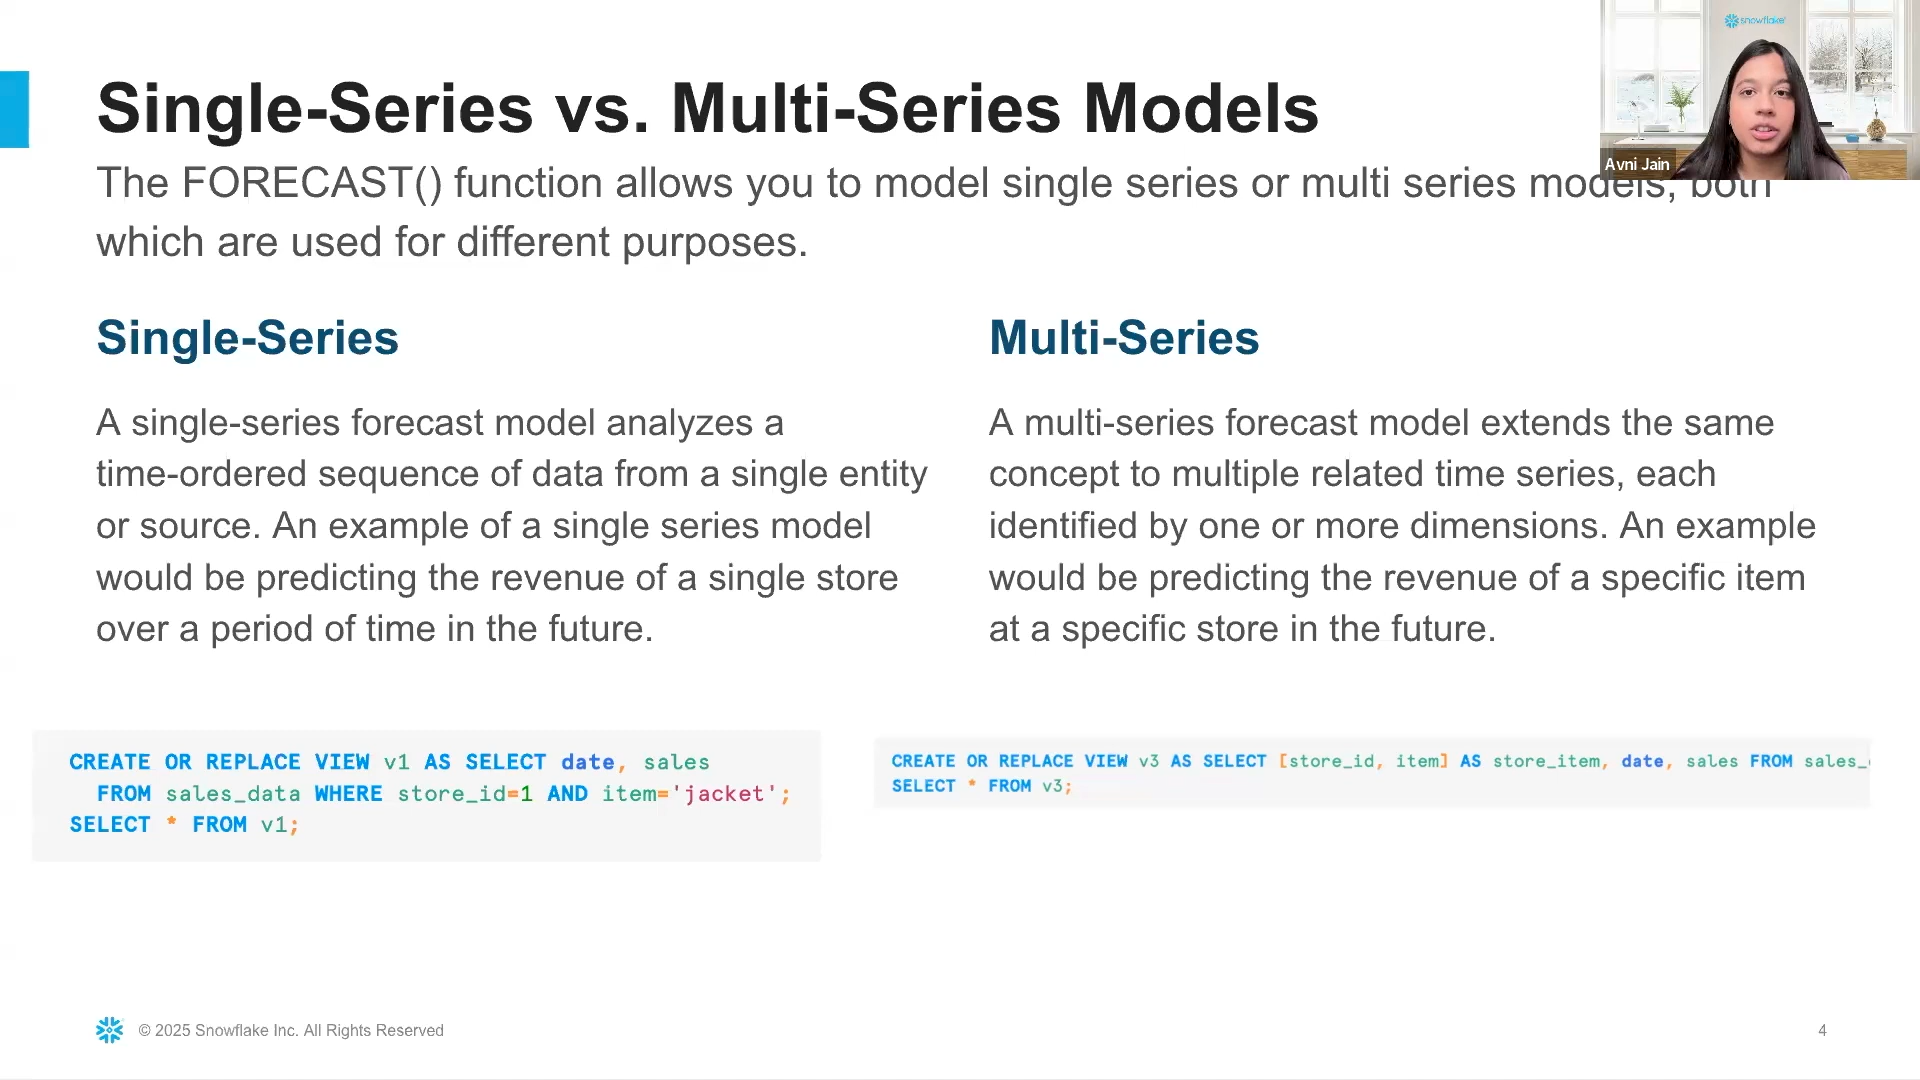 snowflake
Avni Jain
Single-Series vs. Multi-Series Models
The FORECAST() function allows you to model single series or multi series models, both
which are used for different purposes.
Single-Series
A single-series forecast model analyzes a
time-ordered sequence of data from a single entity
or source. An example of a single series model
would be predicting the revenue of a single store
over a period of time in the future.
CREATE OR REPLACE VIEW v1 AS SELECT date, sales
FROM sales_data WHERE store_id=1 AND item='jacket';
SELECT * FROM v1;
Multi-Series
A multi-series forecast model extends the same
concept to multiple related time series, each
identified by one or more dimensions. An example
would be predicting the revenue of a specific item
at a specific store in the future.
CREATE OR REPLACE VIEW v3 AS SELECT [store_id, item] AS store_item, date, sales FROM sales_
SELECT * FROM v3;
© 2025 Snowflake Inc. All Rights Reserved
4